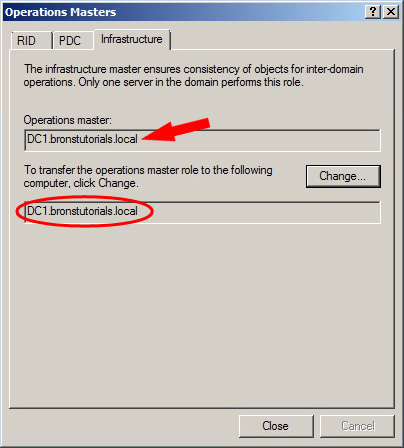 Operations Masters
RID PDC Infrastructure
The infrastructure master ensures consistency of objects for inter-domain
operations. Only one server in the domain performs this role.
Operations master:
DC1.bronstutorials.local
To transfer the operations master role to the following
computer, click Change.
Change...
DC1.bronstutorials.local
Close Cancel